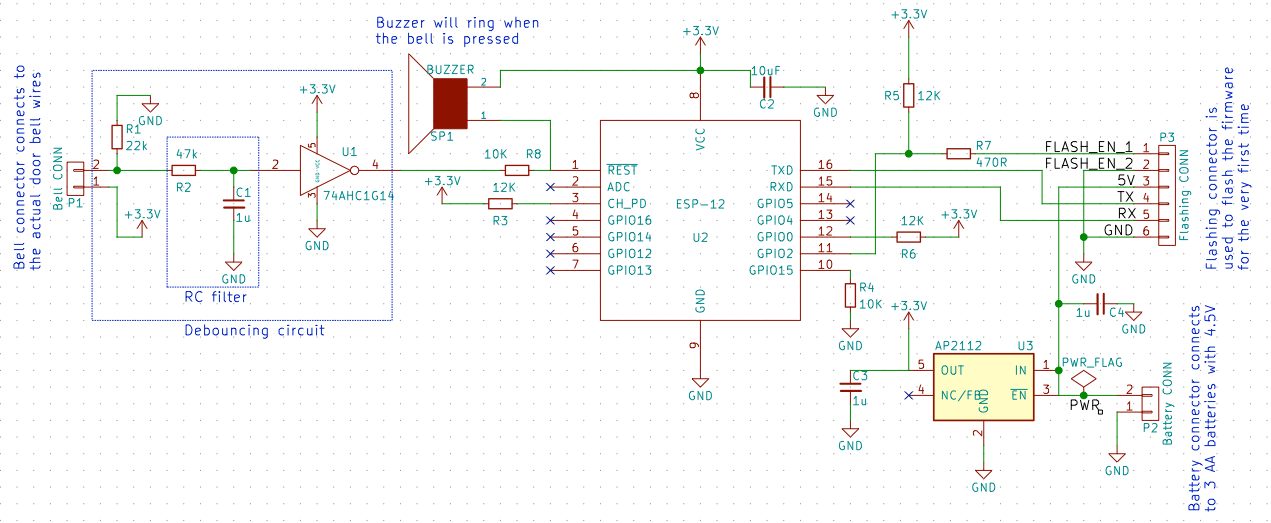 Buzzer will ring when
the bell is pressed
Bell connector connects to
the actual door bell wires
Bell CONN
P1
2
1
GND
R1
22k
+3.3V
47k
R2
C1
1u
GND
RC filter
Debouncing circuit
+3.3V
5
2
U1
4
GND VCC
3
74AHC1G14
GND
BUZZER
2
1
SP1
10K R8
+3.3V
12K
R3
+3.3V
10uF
C2
GND
8
VCC
1 REST
2 ADC
3 CH_PD
4 GPIO16
5 GPIO14
6 GPIO12
7 GPIO13
ESP-12
U2
TXD 16
RXD 15
GPIO5 14
GPIO4 13
GPIO0 12
GPIO2 11
GPIO15 10
GND
9
GND
+3.3V
R5 12K
R7
470R
12K
R6
+3.3V
R4
10K
GND
+3.3V
P3
FLASH_EN_1 1
FLASH_EN_2 2
5V 3
TX 4
RX 5
GND 6
Flashing CONN
GND
Flashing connector is
used to flash the firmware
for the very first time
1u C4
GND
AP2112 U3
5 OUT
4 NC/FB
IN 1
EN 3
GND
2
GND
C3
1u
GND
PWR_FLAG
PWR
2
1
P2
Battery CONN
GND
Battery connector connects
to 3 AA batteries with 4.5V